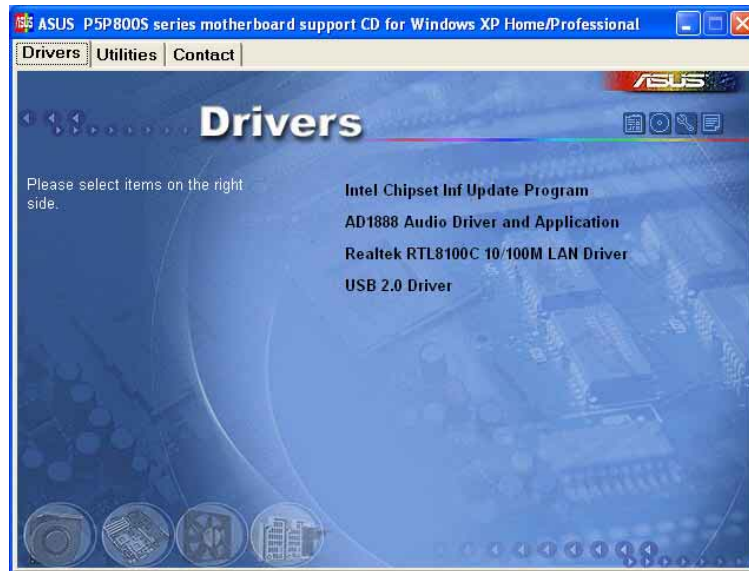 ASUS P5P800S series motherboard support CD for Windows XP Home/Professional
Drivers Utilities Contact
ASUS
Drivers
Please select items on the right
side.
Intel Chipset Inf Update Program
AD1888 Audio Driver and Application
Realtek RTL8100C 10/100M LAN Driver
USB 2.0 Driver